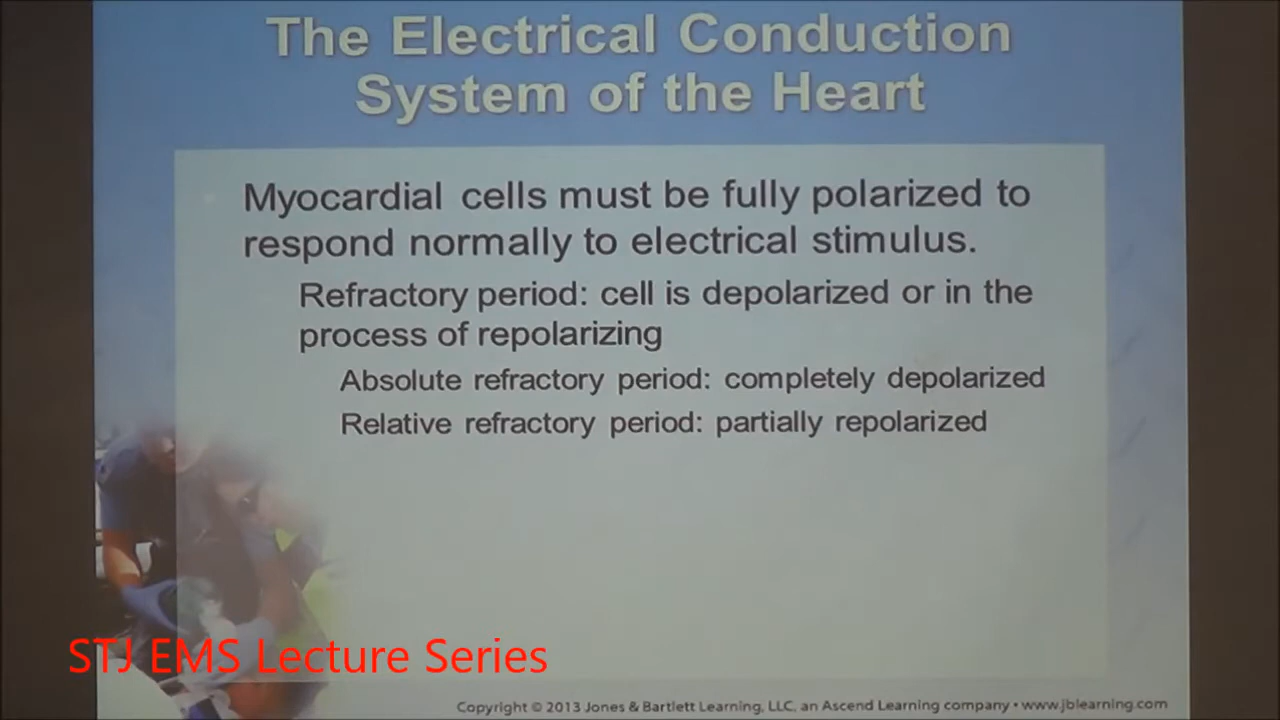 The Electrical Conduction
System of the Heart
Myocardial cells must be fully polarized to
respond normally to electrical stimulus.
Refractory period: cell is depolarized or in the
process of repolarizing
Absolute refractory period: completely depolarized
Relative refractory period: partially repolarized
STJ EMS Lecture Series
Copyright © 2013 Jones & Bartlett Learning, LLC, an Ascend Learning company • www.jblearning.com